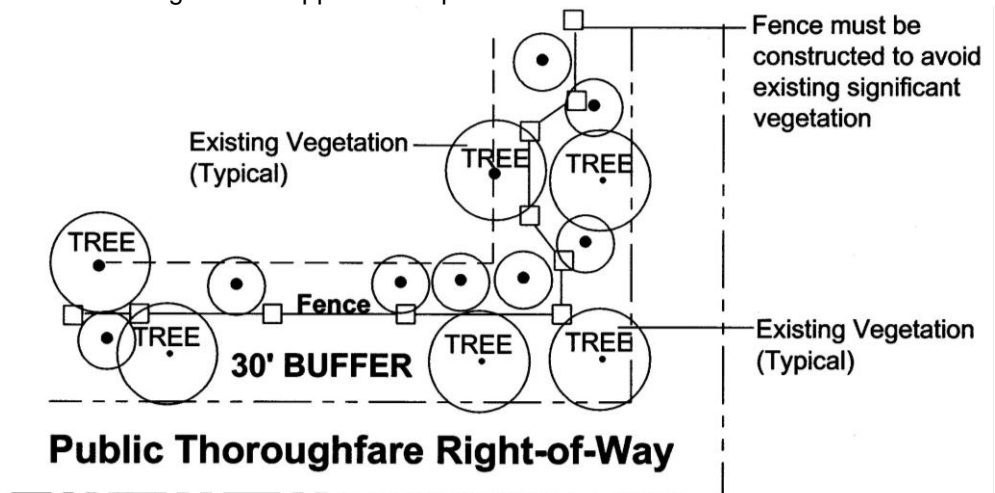 Fence must be
constructed to avoid
existing significant
vegetation
Existing Vegetation
(Typical)
TREE
TREE
TREE
Fence
TREE
TREE
TREE
30' BUFFER
Existing Vegetation
(Typical)
Public Thoroughfare Right-of-Way